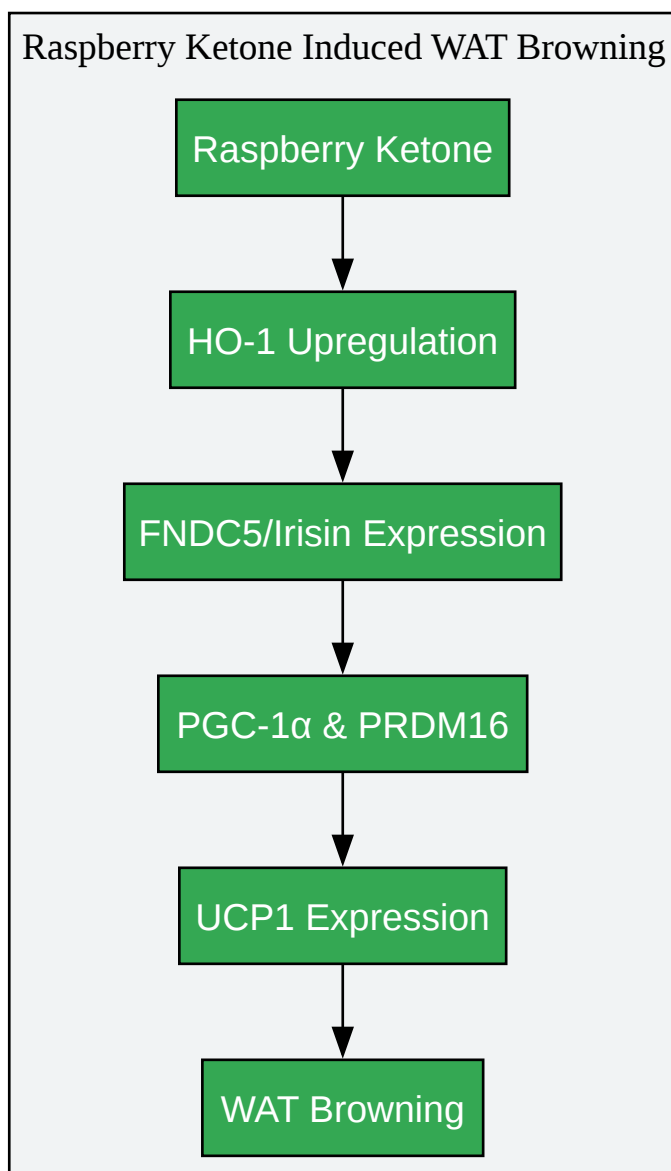 Raspberry Ketone Induced WAT Browning
Raspberry Ketone
HO-1 Upregulation
FNDC5/Irisin Expression
PGC-1α & PRDM16
UCP1 Expression
WAT Browning